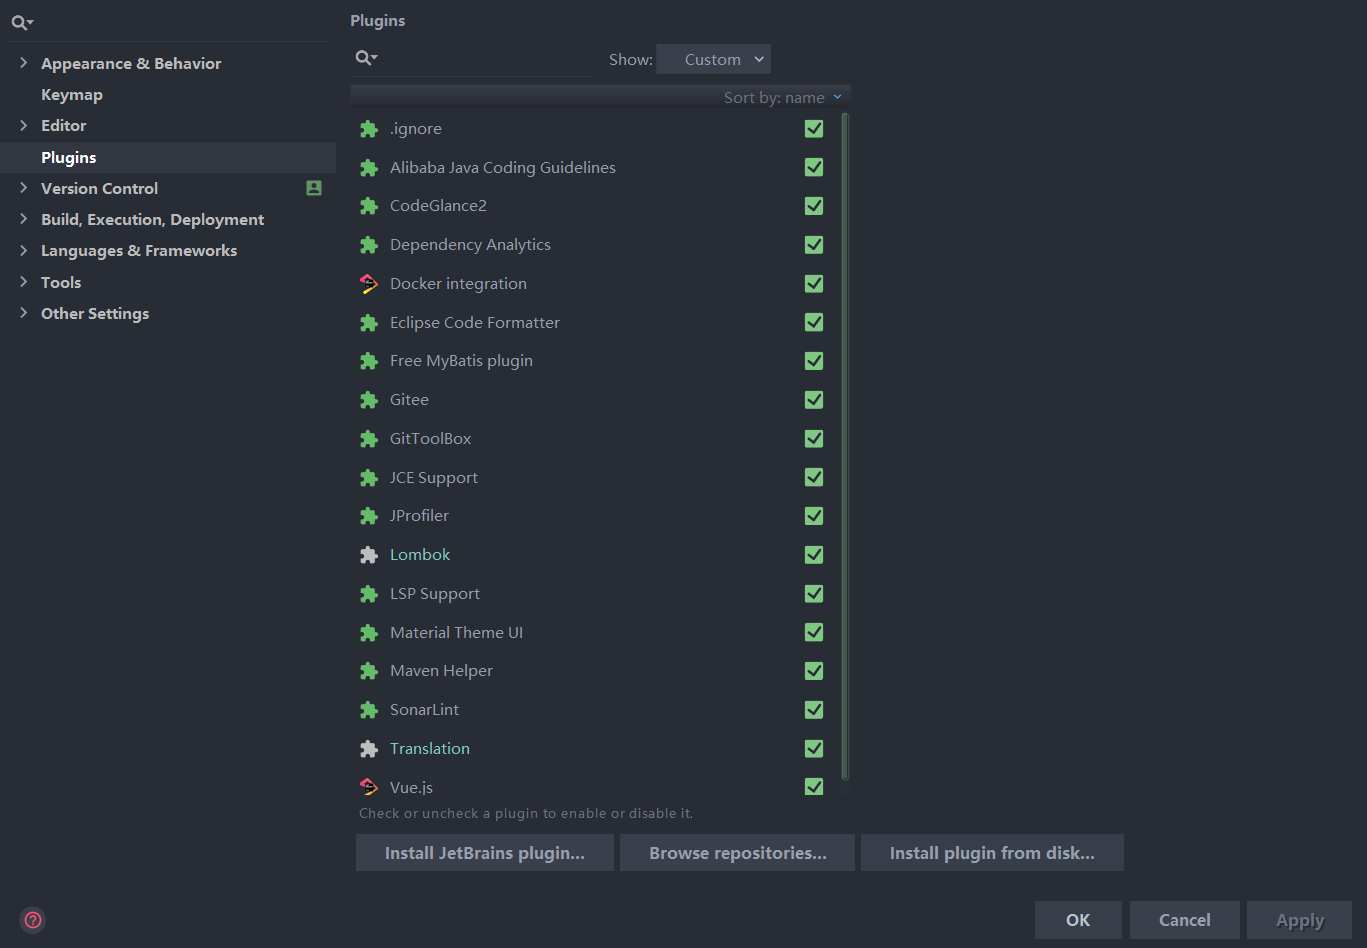 Appearance & Behavior
Keymap
Editor
Plugins
Version Control
Build, Execution, Deployment
Languages & Frameworks
Tools
Other Settings
Plugins
Show: Custom
Sort by: name
.ignore
Alibaba Java Coding Guidelines
CodeGlance2
Dependency Analytics
Docker integration
Eclipse Code Formatter
Free MyBatis plugin
Gitee
GitToolBox
JCE Support
JProfiler
Lombok
LSP Support
Material Theme UI
Maven Helper
SonarLint
Translation
Vue.js
Check or uncheck a plugin to enable or disable it.
Install JetBrains plugin... Browse repositories... Install plugin from disk...
? OK Cancel Apply